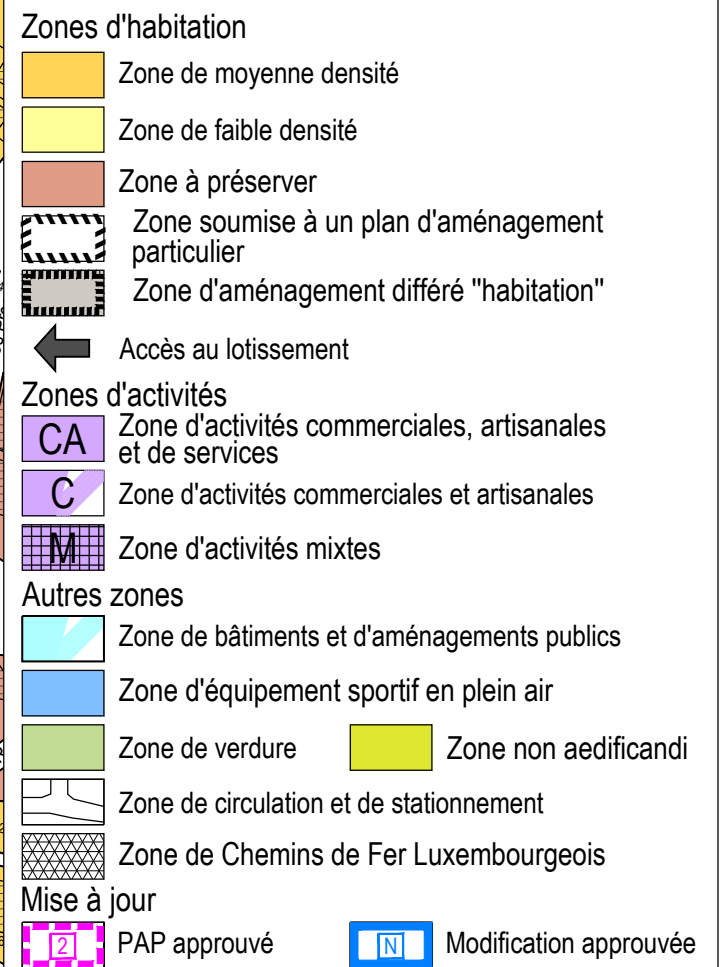 Zones d'habitation
Zone de moyenne densité
Zone de faible densité
Zone à préserver
Zone soumise à un plan d'aménagement
particulier
Zone d'aménagement différé "habitation"
Accès au lotissement
Zones d'activités
CA Zone d'activités commerciales, artisanales
et de services
C Zone d'activités commerciales et artisanales
M Zone d'activités mixtes
Autres zones
Zone de bâtiments et d'aménagements publics
Zone d'équipement sportif en plein air
Zone de verdure Zone non aedificandi
Zone de circulation et de stationnement
Zone de Chemins de Fer Luxembourgeois
Mise à jour
2 PAP approuvé N Modification approuvée